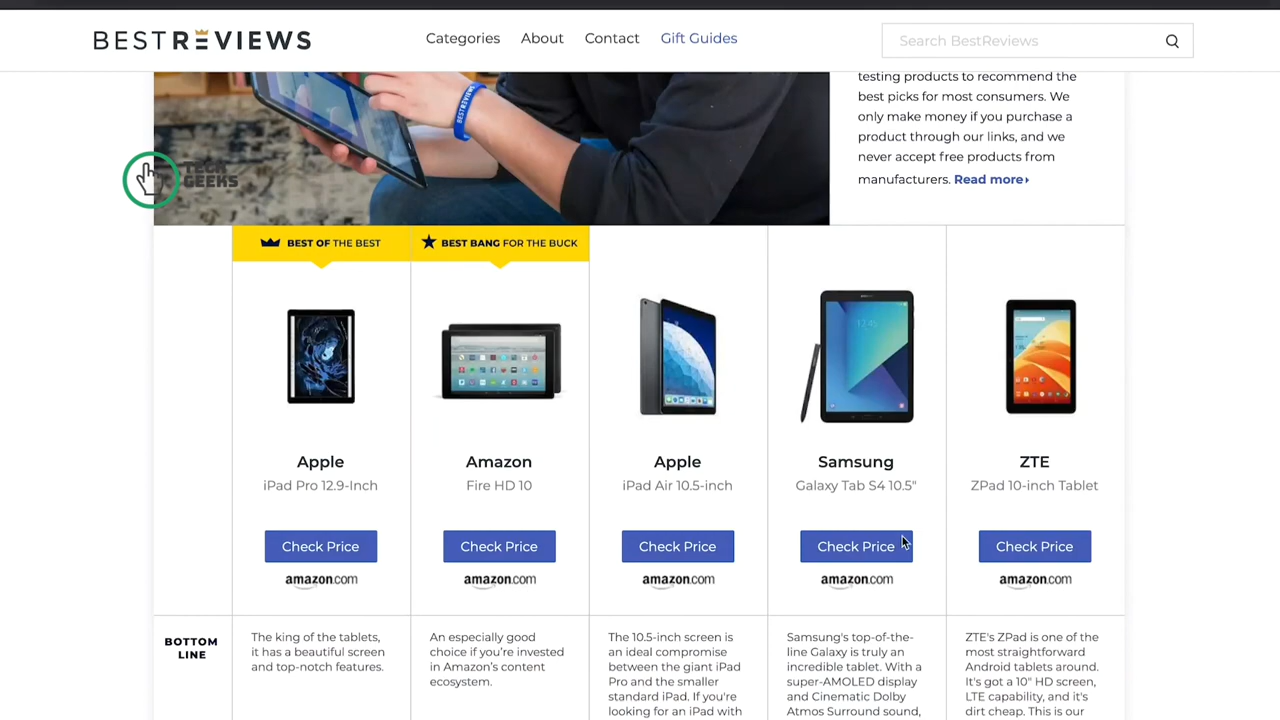 BESTREVIEWS
Categories About Contact Gift Guides
Search BestReviews
testing products to recommend the
best picks for most consumers. We
only make money if you purchase a
product through our links, and we
never accept free products from
manufacturers. Read more
BESTREVIEWS
TECH
GEEKS
BEST OF THE BEST
BEST BANG FOR THE BUCK
Apple
iPad Pro 12.9-Inch
Check Price
amazon.com
Amazon
Fire HD 10
Check Price
amazon.com
Apple
iPad Air 10.5-inch
Check Price
amazon.com
Samsung
Galaxy Tab S4 10.5"
Check Price
amazon.com
ZTE
ZPad 10-inch Tablet
Check Price
amazon.com
BOTTOM
LINE
The king of the tablets,
it has a beautiful screen
and top-notch features.
An especially good
choice if you're invested
in Amazon's content
ecosystem.
The 10.5-inch screen is
an ideal compromise
between the giant iPad
Pro and the smaller
standard iPad. If you're
looking for an iPad with
Samsung's top-of-the-
line Galaxy is truly an
incredible tablet. With a
super-AMOLED display
and Cinematic Dolby
Atmos Surround sound,
ZTE's ZPad is one of the
most straightforward
Android tablets around.
It's got a 10" HD screen,
LTE capability, and it's
dirt cheap. This is our